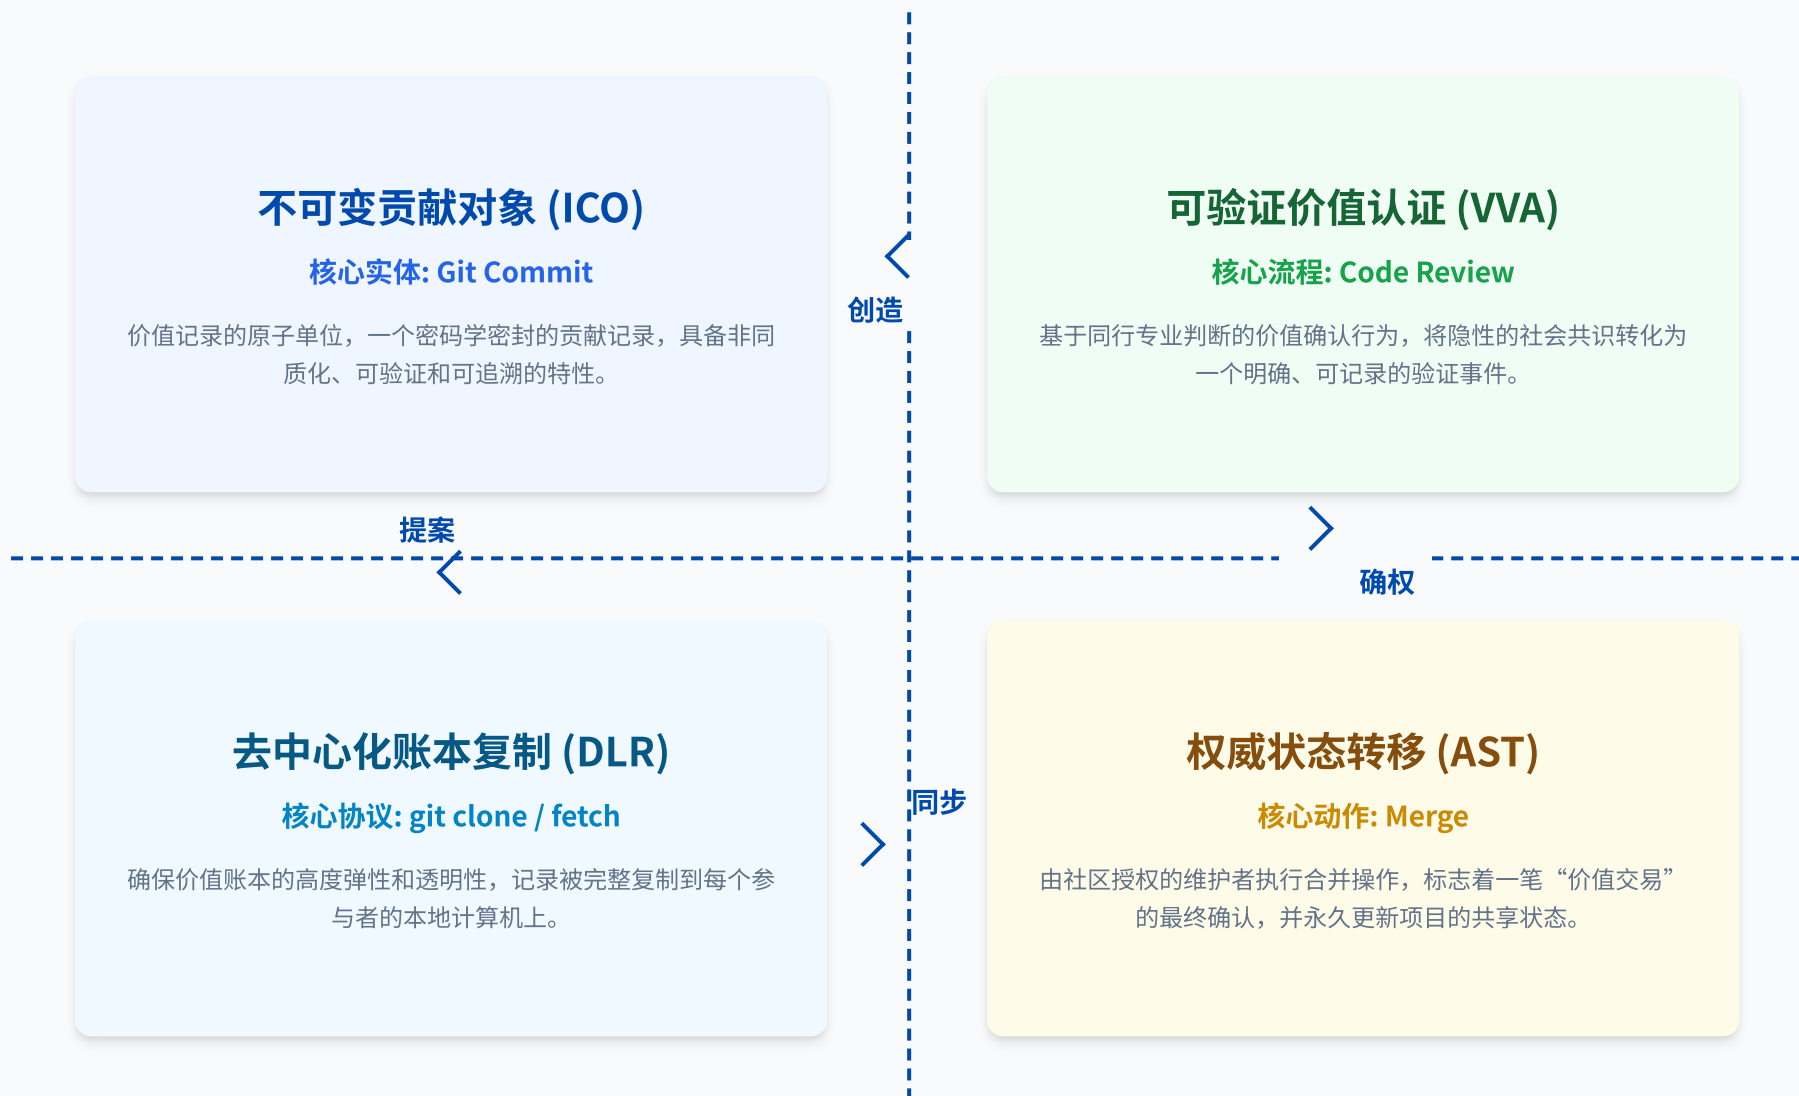 不可变贡献对象 (ICO)
核心实体: Git Commit
价值记录的原子单位，一个密码学密封的贡献记录，具备非同
质化、可验证和可追溯的特性。
创造
可验证价值认证 (VVA)
核心流程: Code Review
基于同行专业判断的价值确认行为，将隐性的社会共识转化为
一个明确、可记录的验证事件。
提案
确权
去中心化账本复制 (DLR)
核心协议: git clone / fetch
确保价值账本的高度弹性和透明性，记录被完整复制到每个参
与者的本地计算机上。
同步
权威状态转移 (AST)
核心动作: Merge
由社区授权的维护者执行合并操作，标志着一笔“价值交易”
的最终确认，并永久更新项目的共享状态。